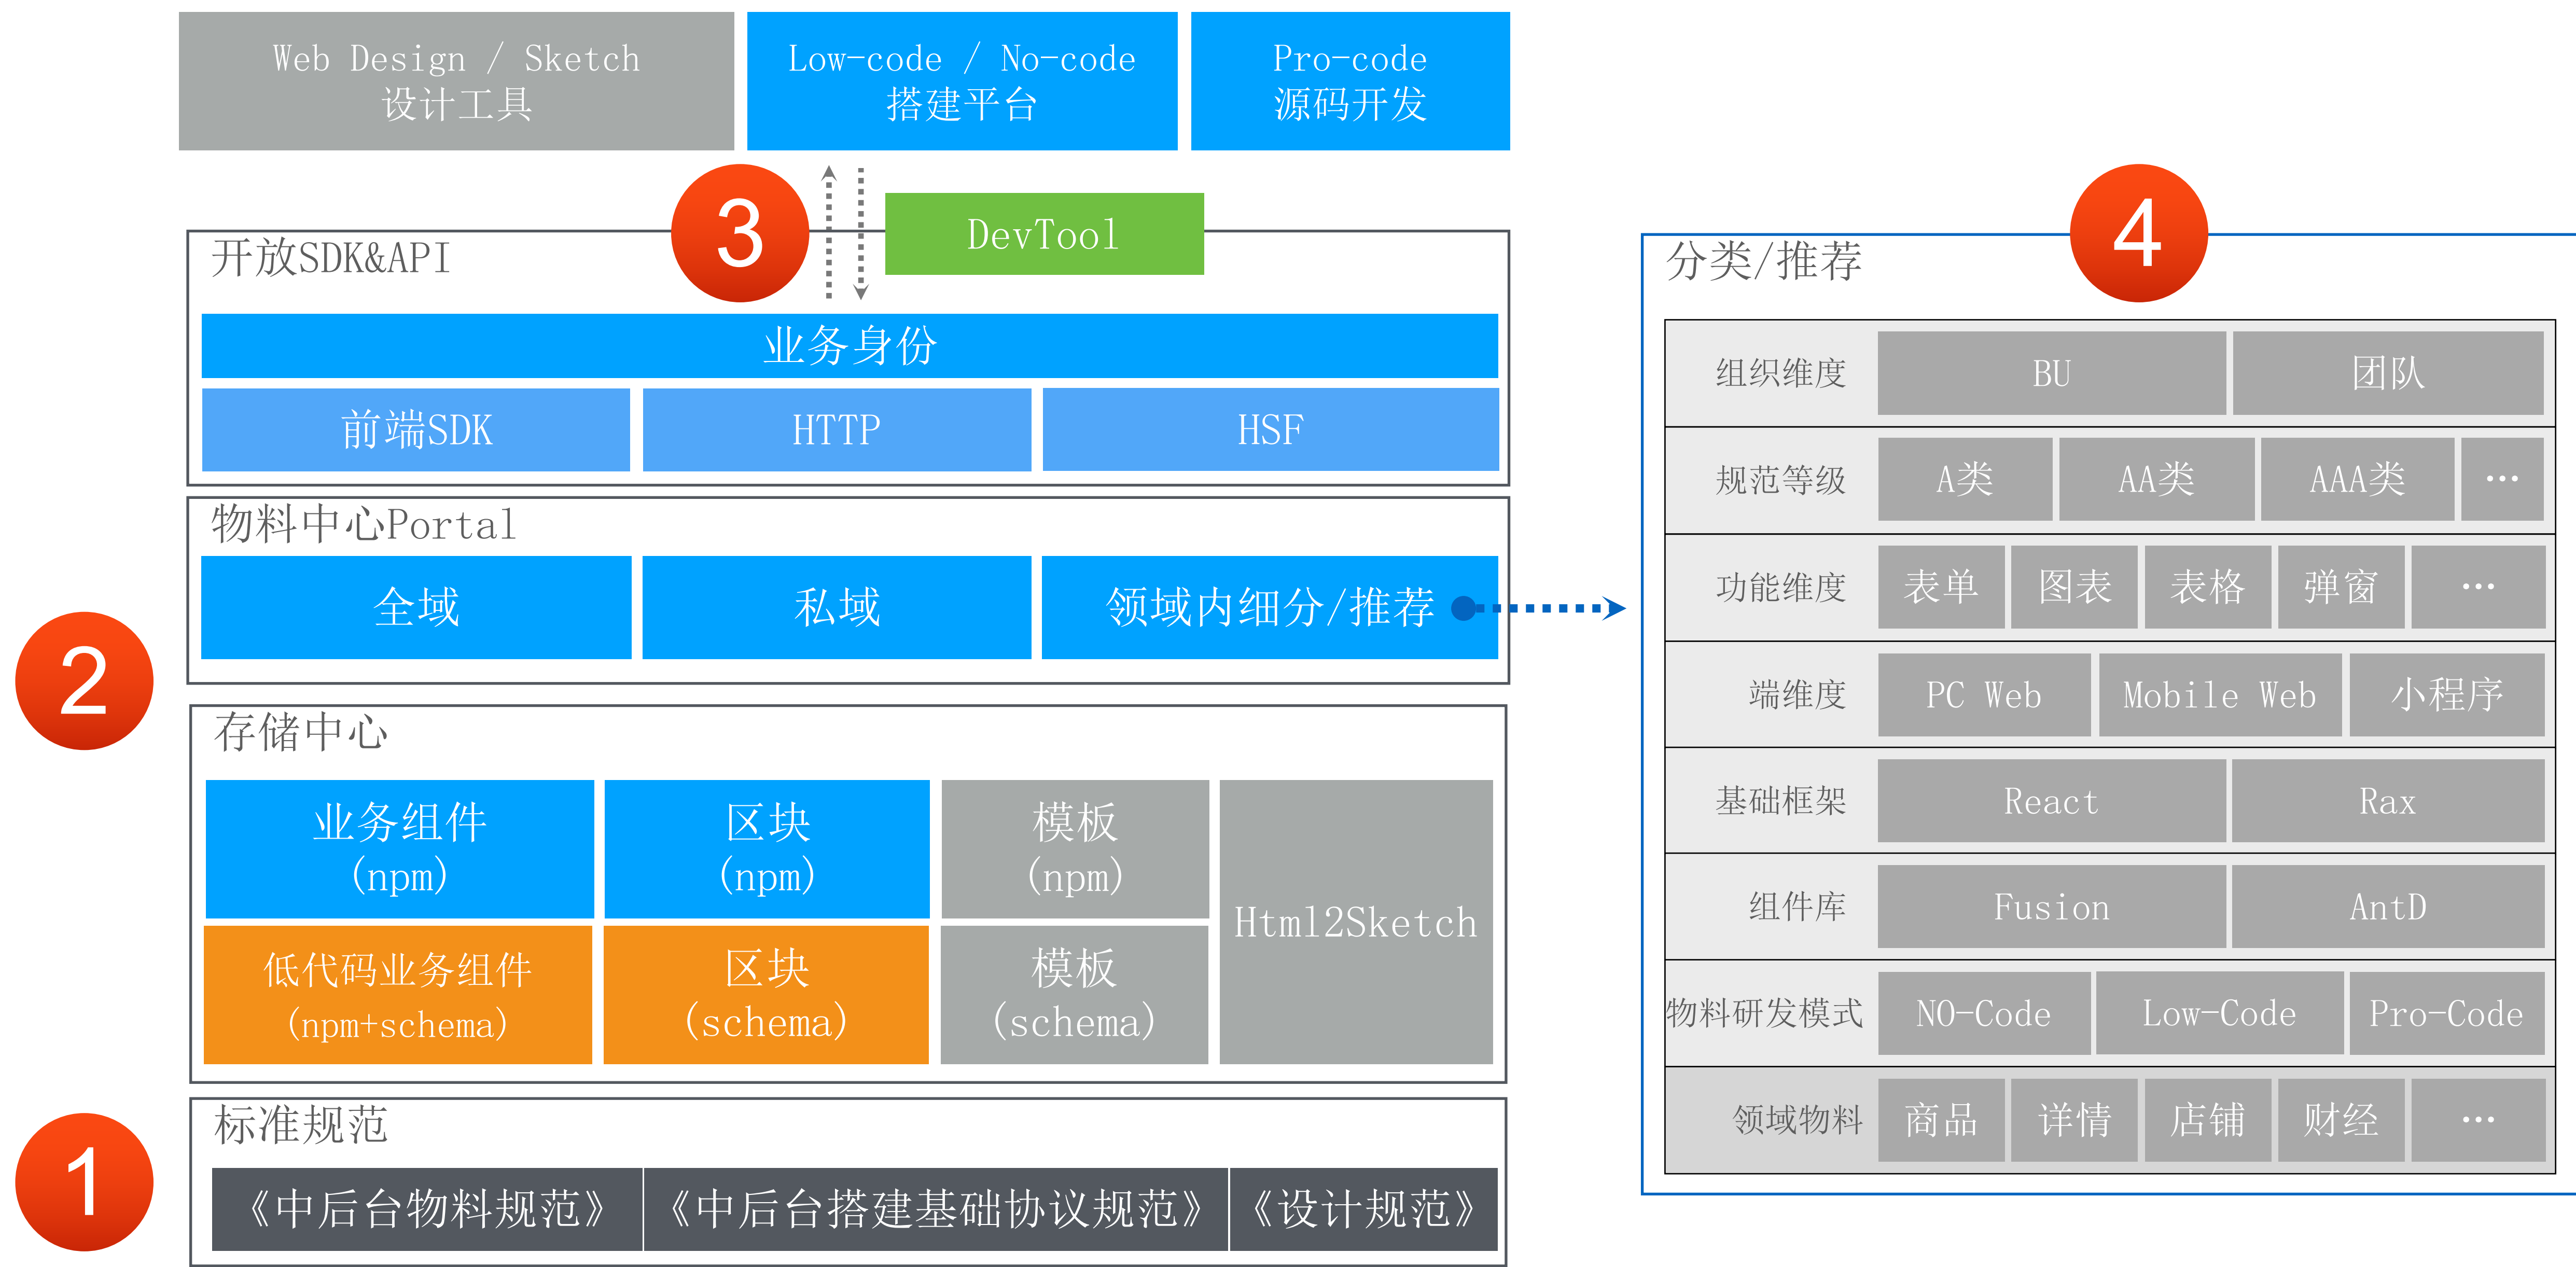 Web Design / Sketch
设计工具
Low-code / No-code
搭建平台
Pro-code
源码开发
3
DevTool
开放SDK&API
业务身份
前端SDK
HTTP
HSF
2
物料中心Portal
全域
私域
领域内细分/推荐
存储中心
业务组件
(npm)
区块
(npm)
模板
(npm)
Html2Sketch
低代码业务组件
(npm+schema)
区块
(schema)
模板
(schema)
1
标准规范
《中后台物料规范》
《中后台搭建基础协议规范》
《设计规范》
4
分类/推荐
组织维度
BU
团队
规范等级
A类
AA类
AAA类
…
功能维度
表单
图表
表格
弹窗
…
端维度
PC Web
Mobile Web
小程序
基础框架
React
Rax
组件库
Fusion
AntD
物料研发模式
NO-Code
Low-Code
Pro-Code
领域物料
商品
详情
店铺
财经
…